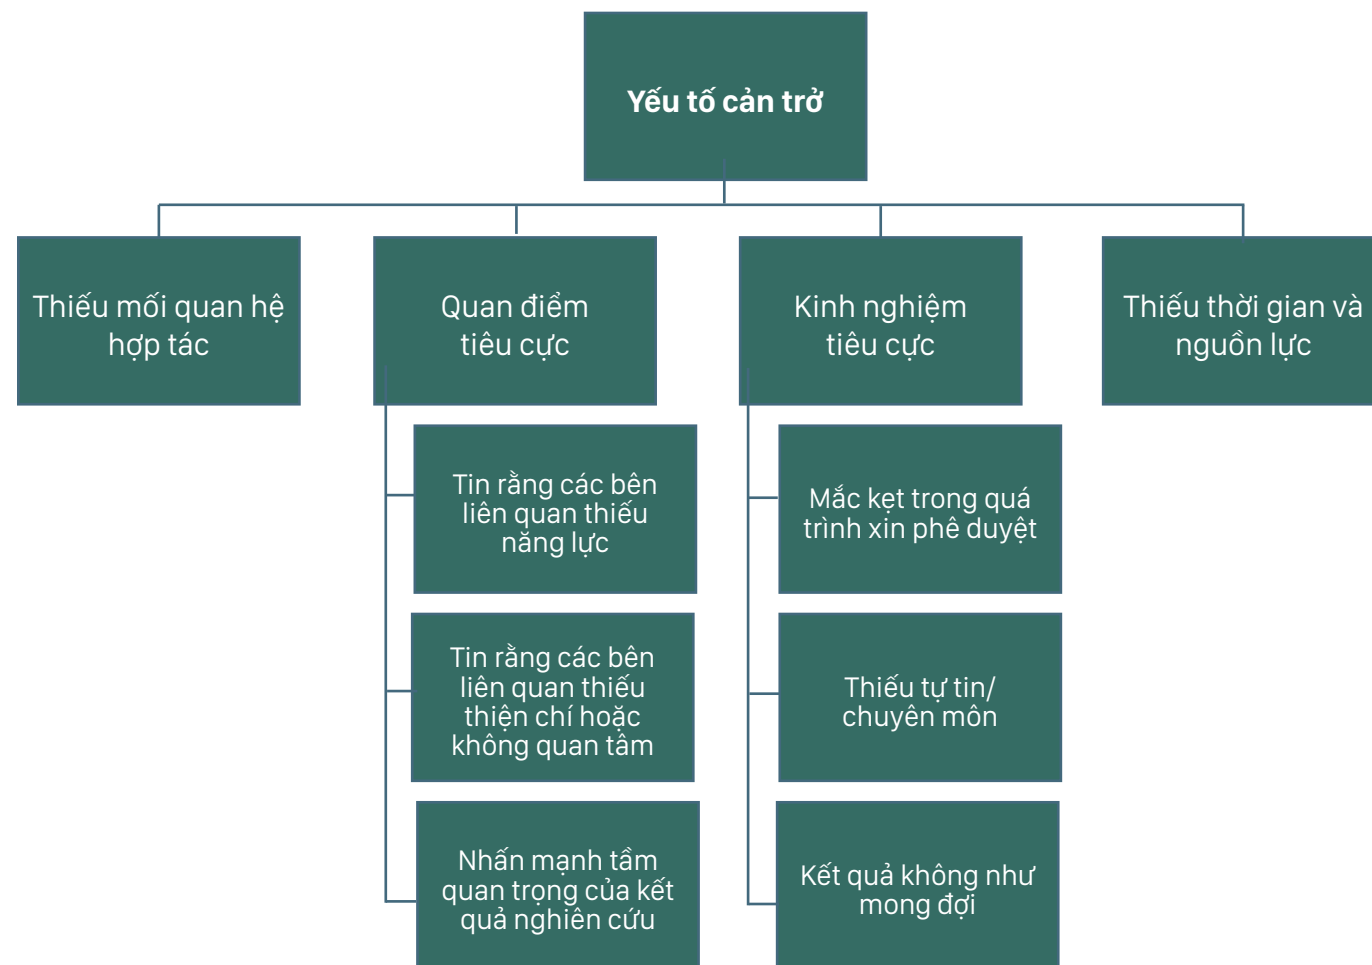 Yếu tố cản trở
Thiếu mối quan hệ
hợp tác
Quan điểm
tiêu cực
Kinh nghiệm
tiêu cực
Thiếu thời gian và
nguồn lực
Tin rằng các bên
liên quan thiếu
năng lực
Tin rằng các bên
liên quan thiếu
thiện chí hoặc
không quan tâm
Nhấn mạnh tầm
quan trọng của kết
quả nghiên cứu
Mắc kẹt trong quá
trình xin phê duyệt
Thiếu tự tin/
chuyên môn
Kết quả không như
mong đợi